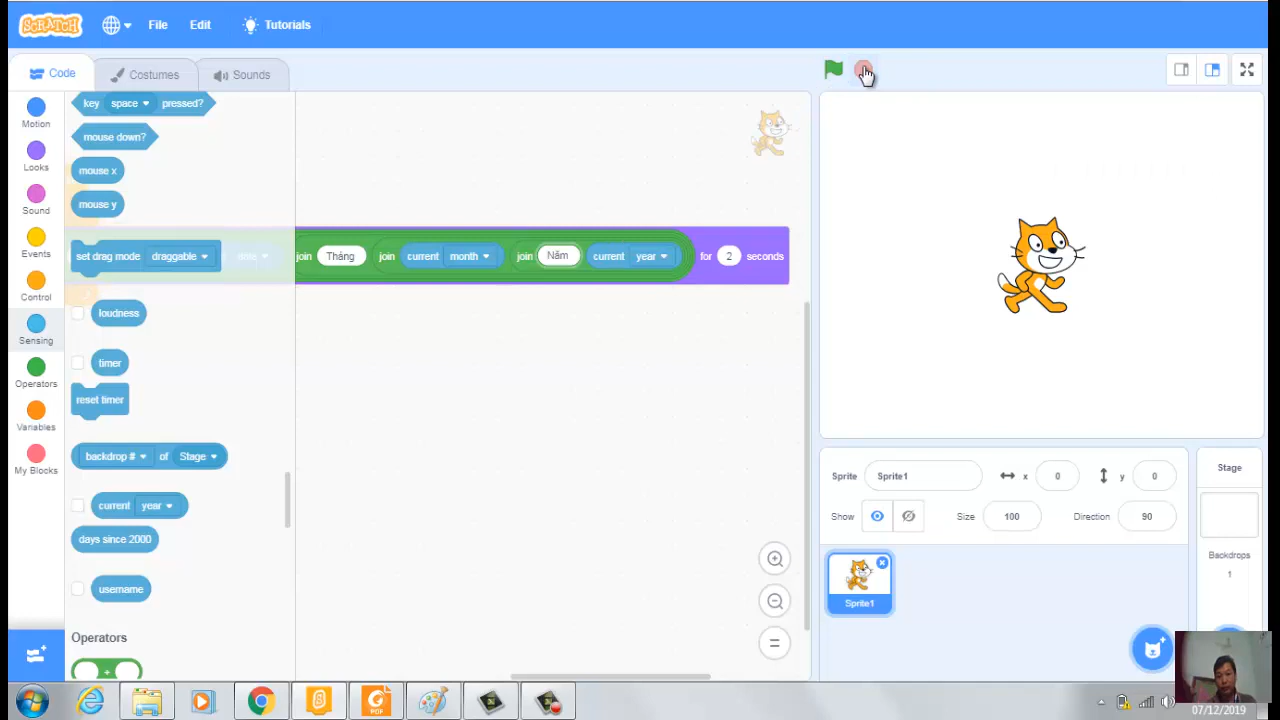 SCRATCH
File
Edit
Tutorials
Code
Costumes
Sounds
Motion
Looks
Sound
Events
Control
Sensing
Operators
Variables
My Blocks
key space pressed?
mouse down?
mouse x
mouse y
set drag mode draggable
loudness
timer
reset timer
backdrop # of Stage
current year
days since 2000
username
Operators
+
join Tháng join current month join Năm current year for 2 seconds
Sprite Sprite1 x 0 y 0
Show Size 100 Direction 90
Sprite1
Stage
Backdrops
1
07/12/2019